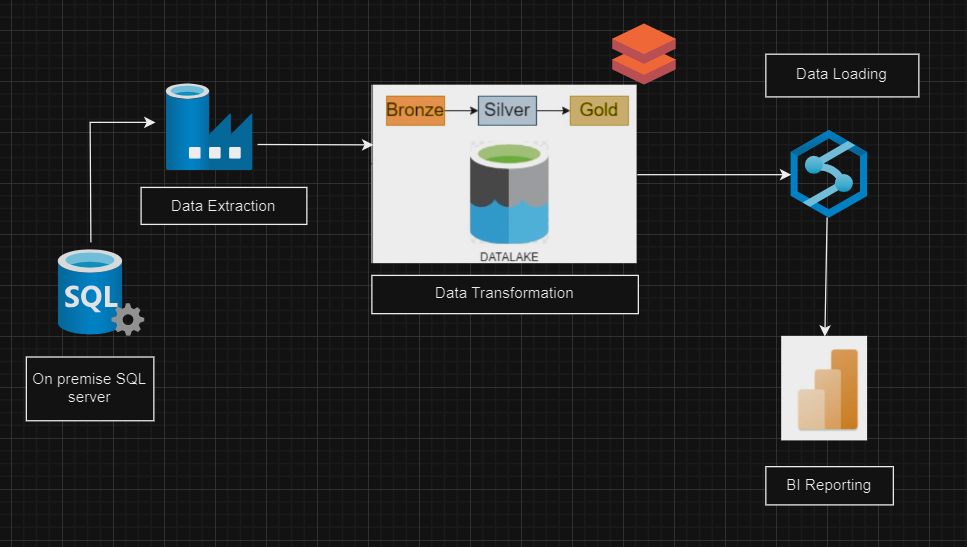 Data Loading
Bronze
Silver
Gold
Data Extraction
DATALAKE
SQL
Data Transformation
On premise SQL
server
BI Reporting